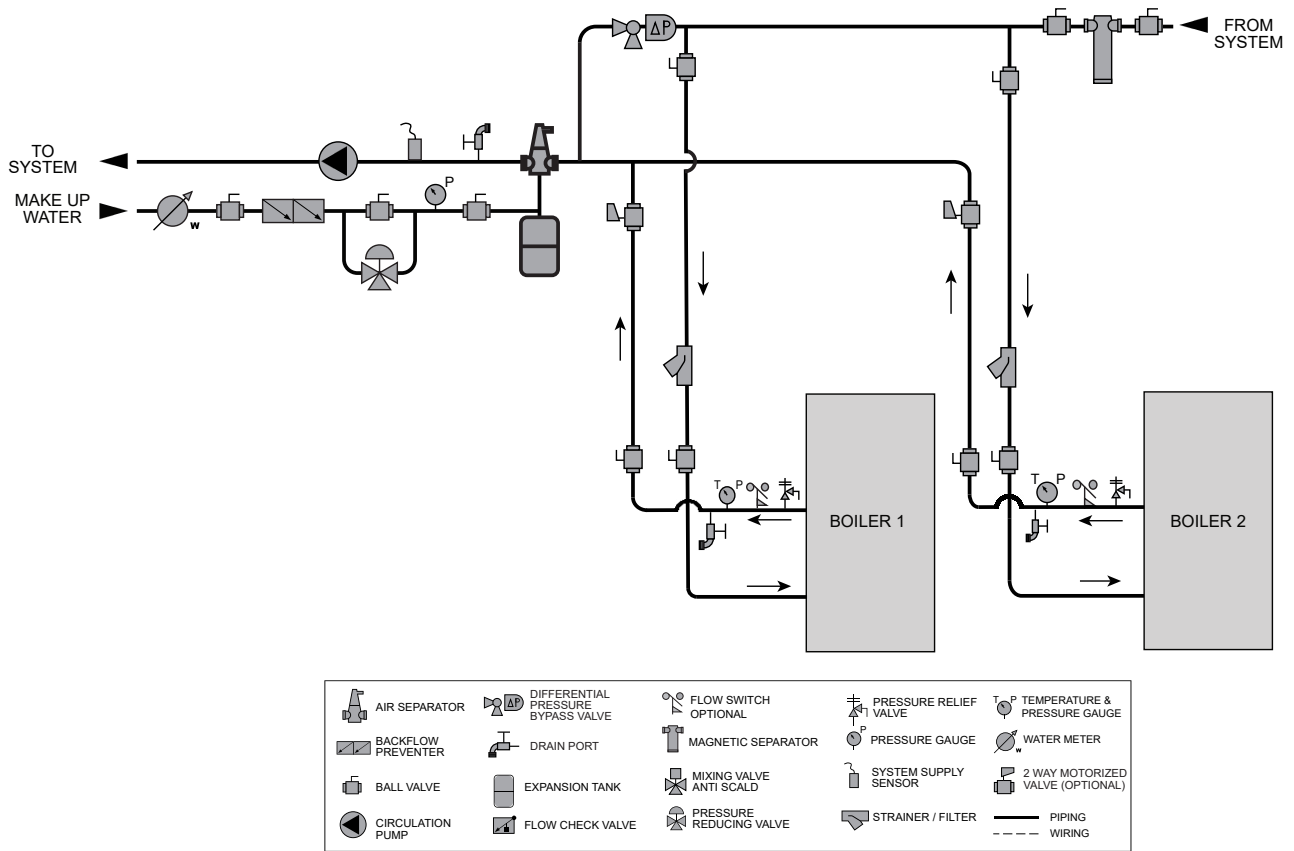 ΔP
FROM
SYSTEM
TO
SYSTEM
MAKE UP
WATER
W
P
T P
T P
BOILER 1
BOILER 2
AIR SEPARATOR
ΔP
DIFFERENTIAL
PRESSURE
BYPASS VALVE
FLOW SWITCH
OPTIONAL
PRESSURE RELIEF
VALVE
T P
TEMPERATURE &
PRESSURE GAUGE
BACKFLOW
PREVENTER
DRAIN PORT
MAGNETIC SEPARATOR
P
PRESSURE GAUGE
W
WATER METER
BALL VALVE
EXPANSION TANK
MIXING VALVE
ANTI SCALD
SYSTEM SUPPLY
SENSOR
2 WAY MOTORIZED
VALVE (OPTIONAL)
CIRCULATION
PUMP
FLOW CHECK VALVE
PRESSURE
REDUCING VALVE
STRAINER / FILTER
PIPING
WIRING